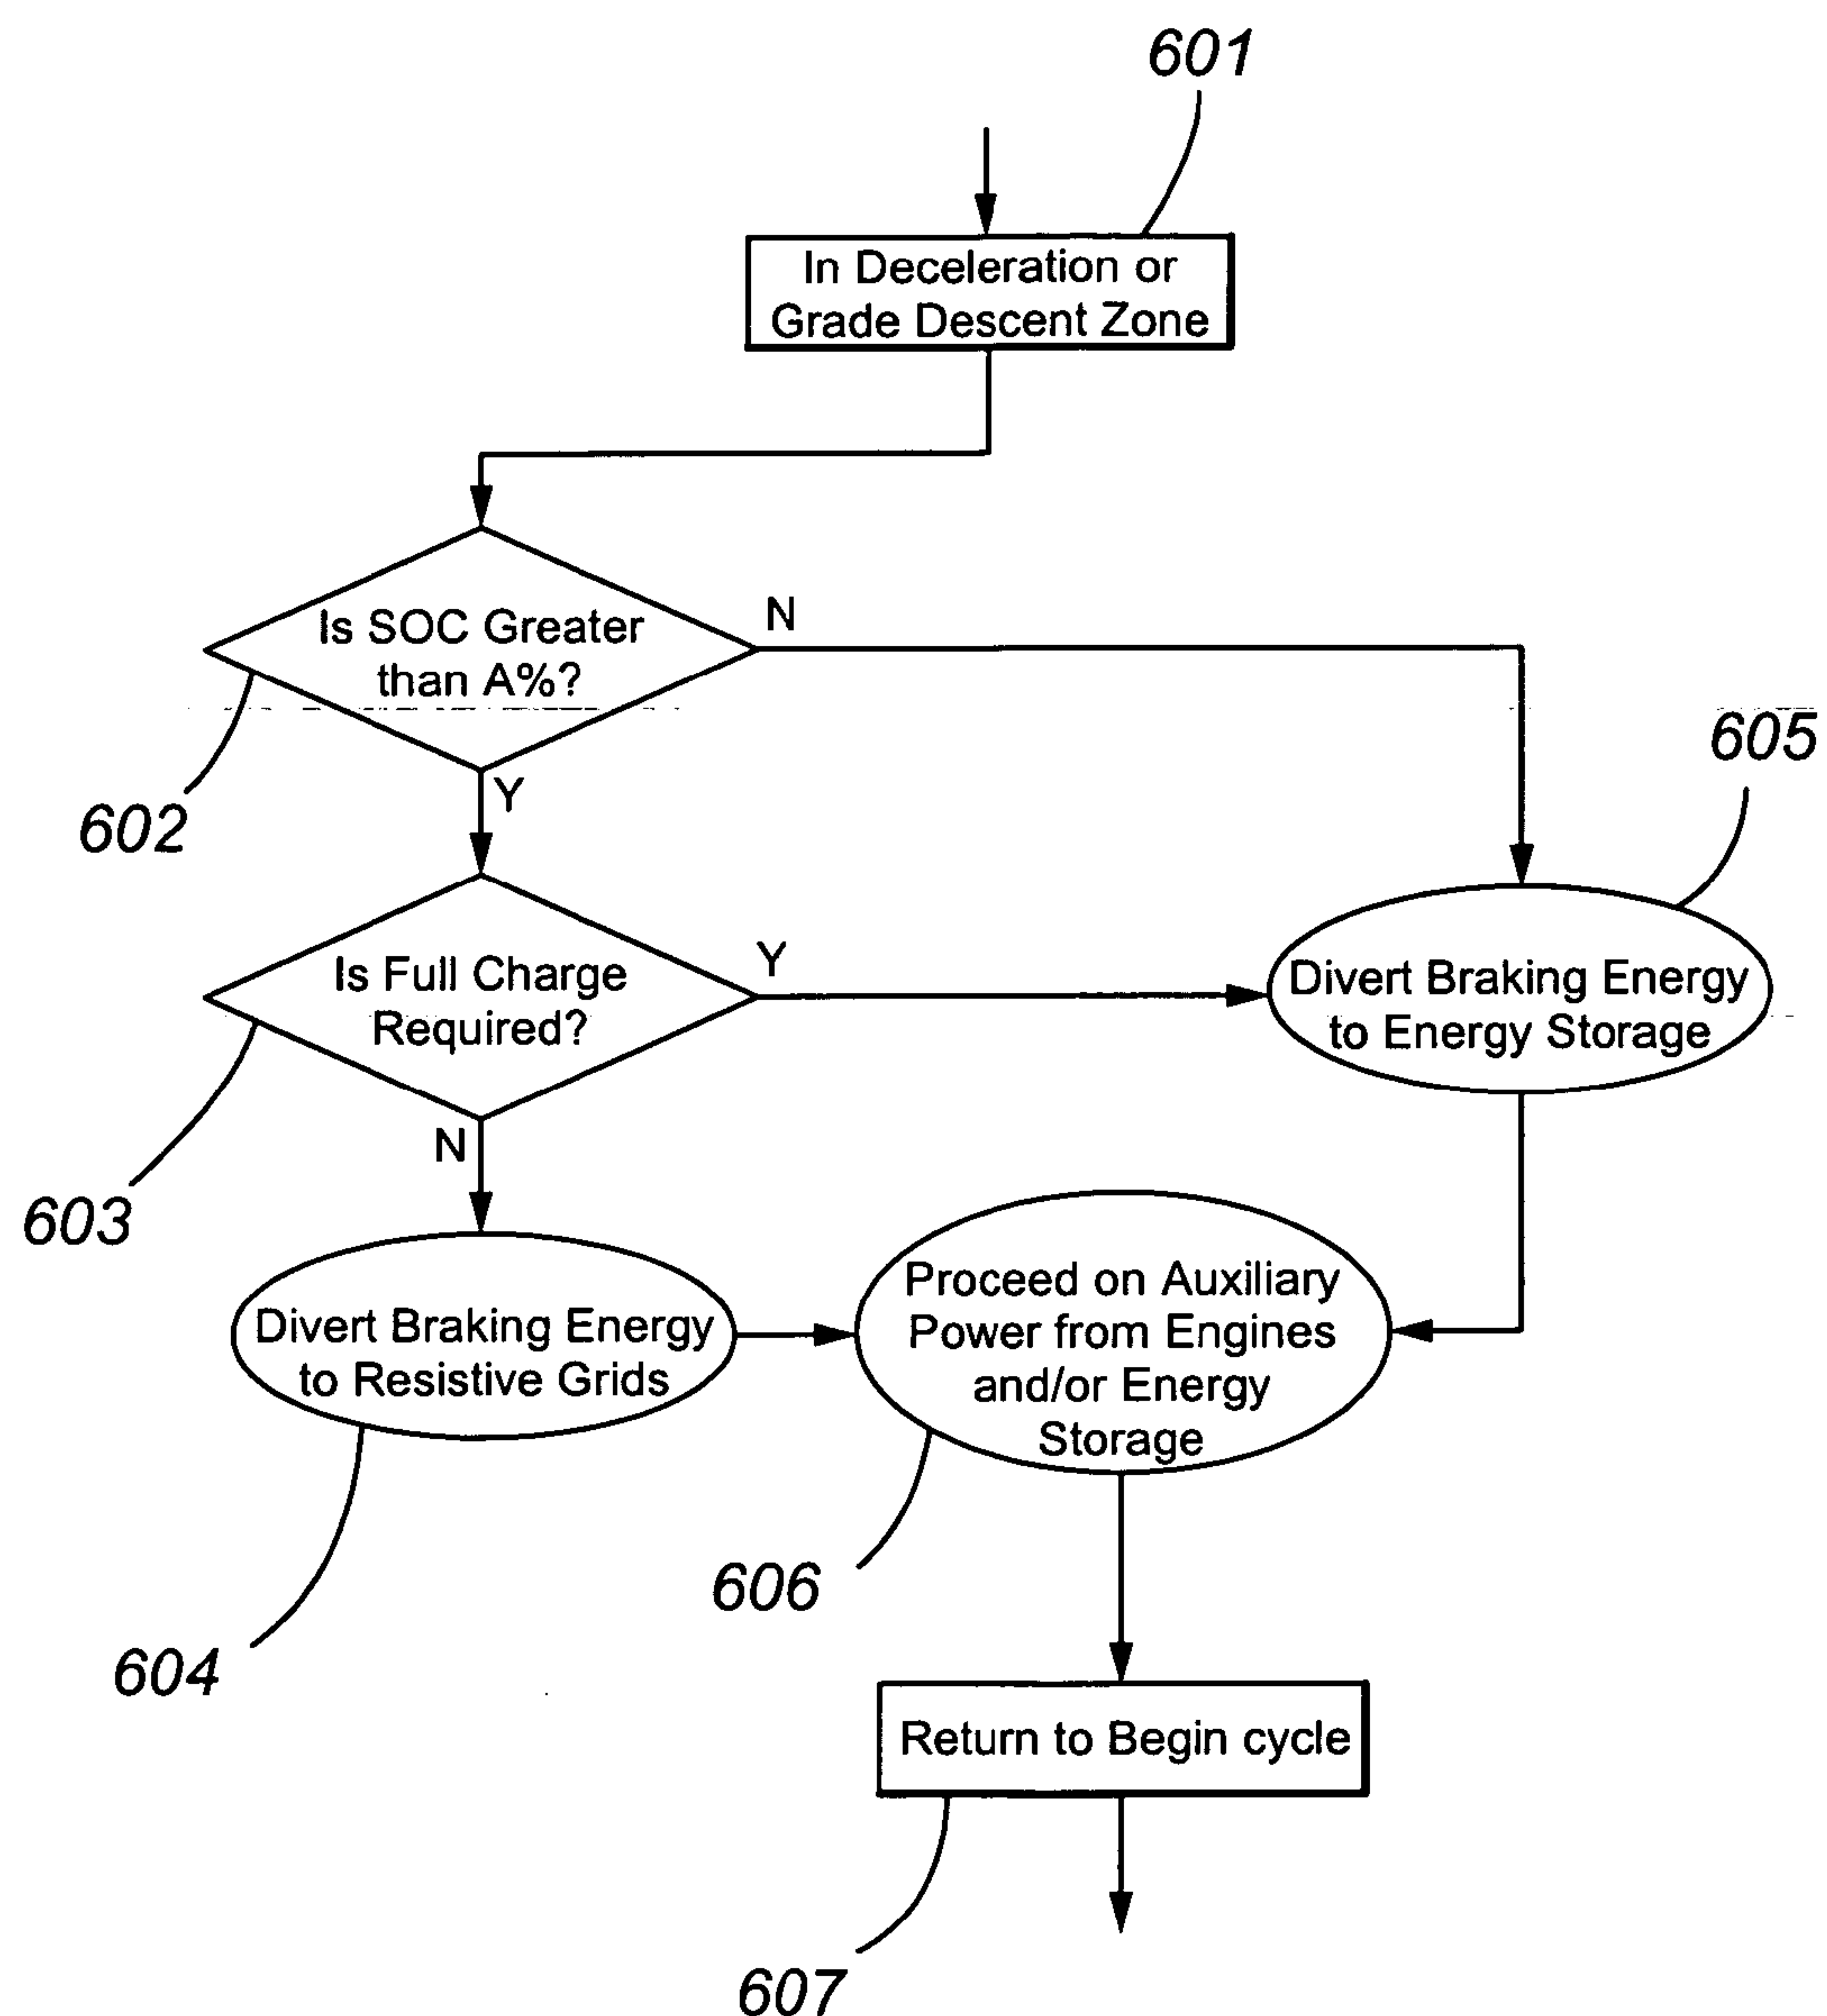 601
In Deceleration or
Grade Descent Zone
Is SOC Greater
than A%?
N
602
Y
605
Is Full Charge
Required?
Y
603
N
Divert Braking Energy
to Energy Storage
Divert Braking Energy
to Resistive Grids
604
Proceed on Auxiliary
Power from Engines
and/or Energy
Storage
606
Return to Begin cycle
607